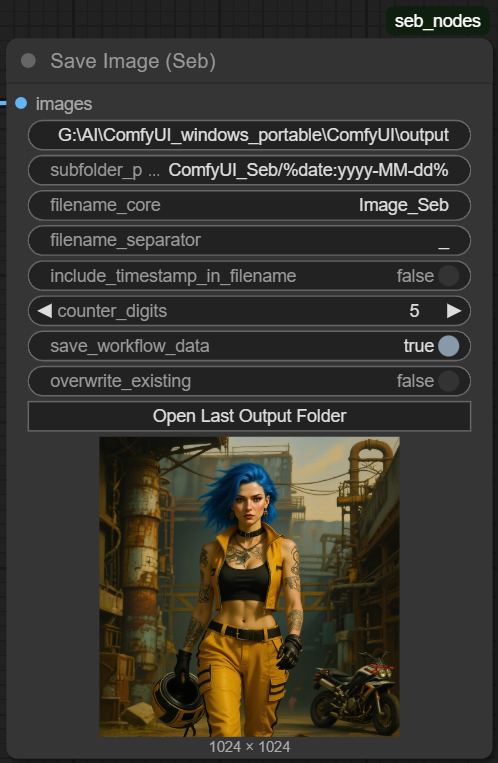 seb_nodes
Save Image (Seb)
images
G:\AI\ComfyUI_windows_portable\ComfyUI\output
subfolder_p ... ComfyUI_Seb/%date:yyyy-MM-dd%
filename_core Image_Seb
filename_separator _
include_timestamp_in_filename false
counter_digits 5
save_workflow_data true
overwrite_existing false
Open Last Output Folder
1024 × 1024